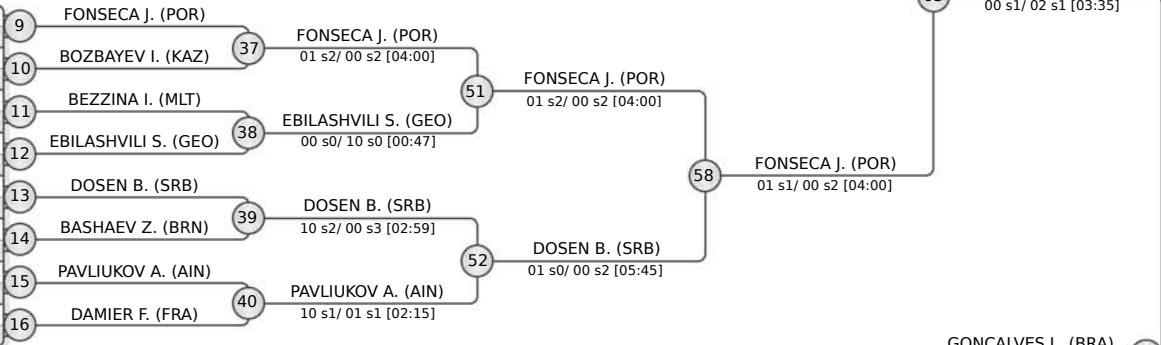 00 s1/ 02 s1 [03:35]
9 FONSECA J. (POR)
37 FONSECA J. (POR)
01 s2/ 00 s2 [04:00]
10 BOZBAYEV I. (KAZ)
51 FONSECA J. (POR)
01 s2/ 00 s2 [04:00]
11 BEZZINA I. (MLT)
38 EBILASHVILI S. (GEO)
00 s0/ 10 s0 [00:47]
12 EBILASHVILI S. (GEO)
58 FONSECA J. (POR)
01 s1/ 00 s2 [04:00]
13 DOSEN B. (SRB)
39 DOSEN B. (SRB)
10 s2/ 00 s3 [02:59]
14 BASHAEV Z. (BRN)
52 DOSEN B. (SRB)
01 s0/ 00 s2 [05:45]
15 PAVLIUKOV A. (AIN)
40 PAVLIUKOV A. (AIN)
10 s1/ 01 s1 [02:15]
16 DAMIER F. (FRA)
GONCALVES L. (BRA)